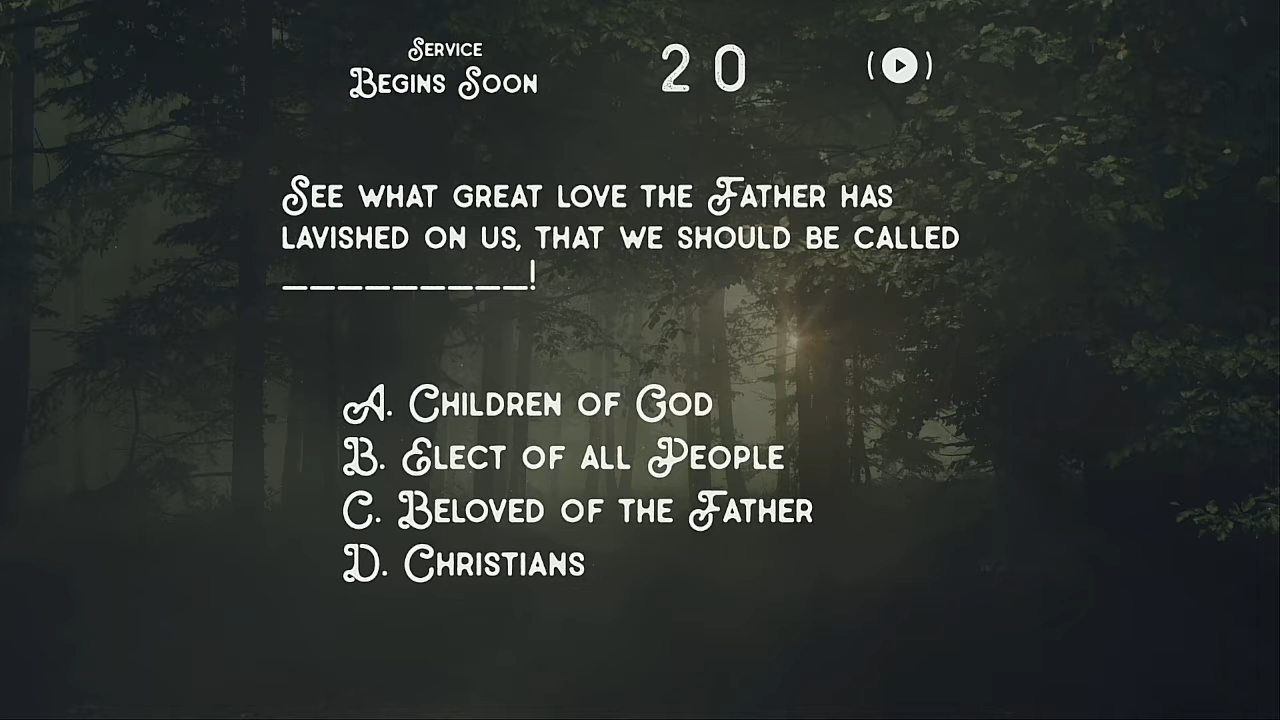 Service
Begins Soon
20
See what great love the Father has
lavished on us, that we should be called
_________!
A. Children of God
B. Elect of all People
C. Beloved of the Father
D. Christians